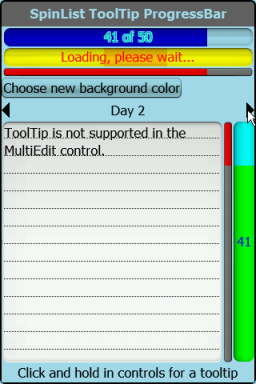 SpinList ToolTip ProgressBar
41 of 50
Loading, please wait...
Choose new background color
Day 2
ToolTip is not supported in the
MultiEdit control.
41
Click and hold in controls for a tooltip